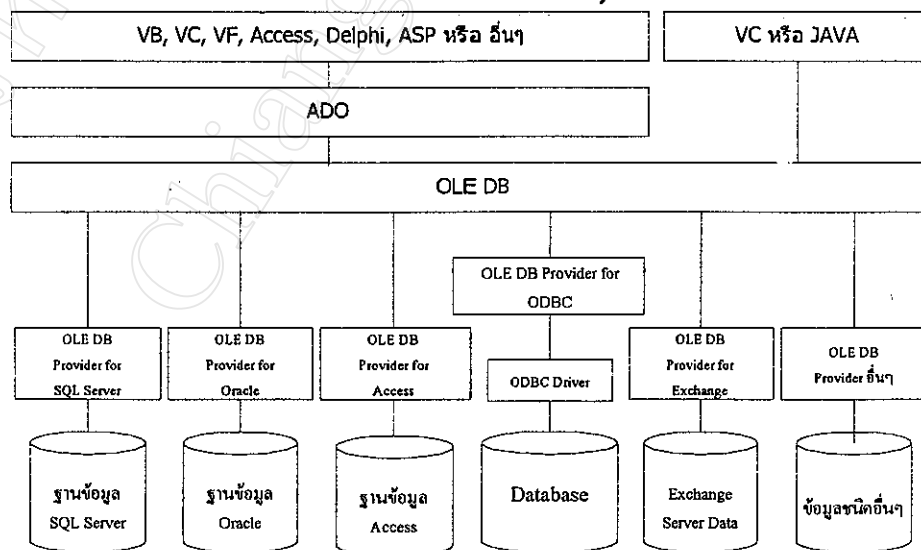 VB, VC, VF, Access, Delphi, ASP หรือ อื่นๆ
VC หรือ JAVA
ADO
OLE DB
OLE DB Provider for
ODBC
OLE DB
Provider for
SQL Server
OLE DB
Provider for
Oracle
OLE DB
Provider for
Access
ODBC Driver
OLE DB
Provider for
Exchange
OLE DB
Provider อื่นๆ
ฐานข้อมูล
SQL Server
ฐานข้อมูล
Oracle
ฐานข้อมูล
Access
Database
Exchange
Server Data
ข้อมูลชนิดอื่นๆ
Chiang